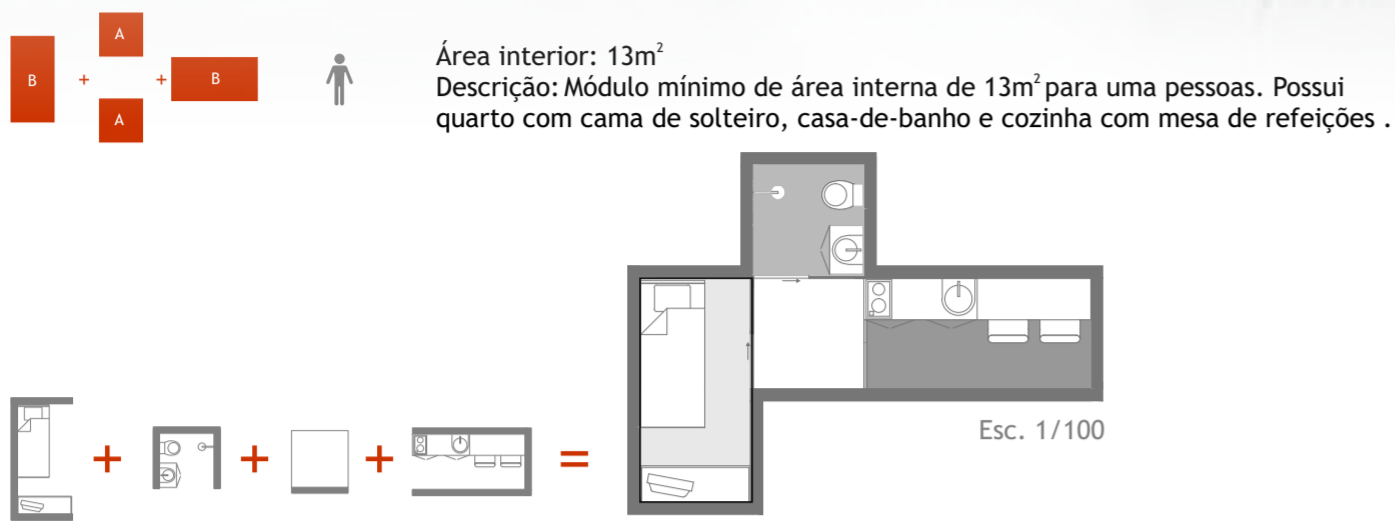 A
B + + B
A
Área interior: 13m²
Descrição: Módulo mínimo de área interna de 13m² para uma pessoas. Possui
quarto com cama de solteiro, casa-de-banho e cozinha com mesa de refeições .
Esc. 1/100
+ + + =